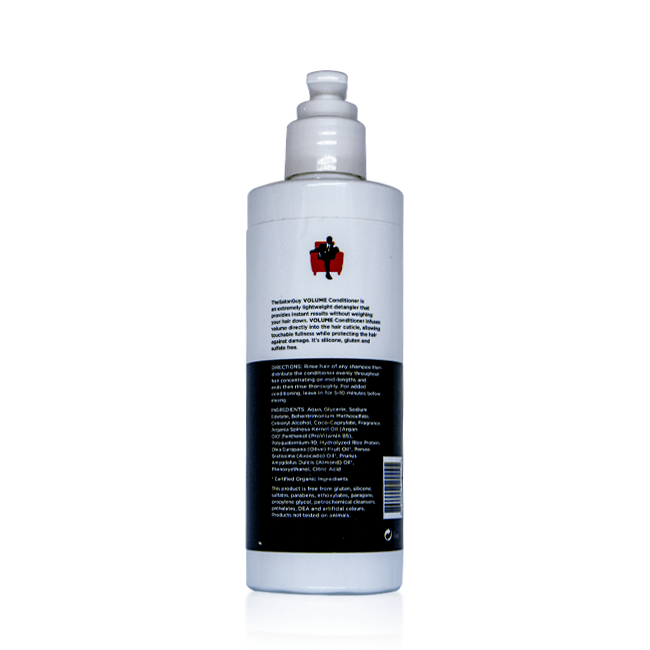 TheSalonGuy VOLUME Conditioner is
an extremely lightweight detangler that
provides instant results without weighing
your hair down. VOLUME Conditioner infuses
volume directly into the hair cuticle, allowing
touchable fullness while protecting the hair
against damage. It's silicone, gluten and
sulfate free.
DIRECTIONS: Rinse hair of any shampoo then
distribute the conditioner evenly throughout
hair concentrating on mid-lengths and
ends then rinse thoroughly. For added
conditioning, leave in for 5-10 minutes before
rinsing.
INGREDIENTS: Aqua, Glycerin, Sodium
Behentrimonium Methosulfate,
Cetearyl Alcohol, Coco-Caprylate, Fragrance,
Argania Spinosa Kernel Oil (Argan
Oil)*, Panthenol (ProVitamin B5),
Polyquaternium-10, Hydrolyzed Rice Protein,
Olea Europaea (Olive) Fruit Oil*, Persea
Gratissima (Avocado) Oil*, Prunus
Amygdalus Dulcis (Almond) Oil*,
Phenoxyethanol, Citric Acid
* Certified Organic Ingredients
This product is free from gluten, silicone,
sulfates, parabens, ethoxylates,
propylene glycol, petrochemical cleansers,
phthalates, DEA and artificial colours.
Products not tested on animals.